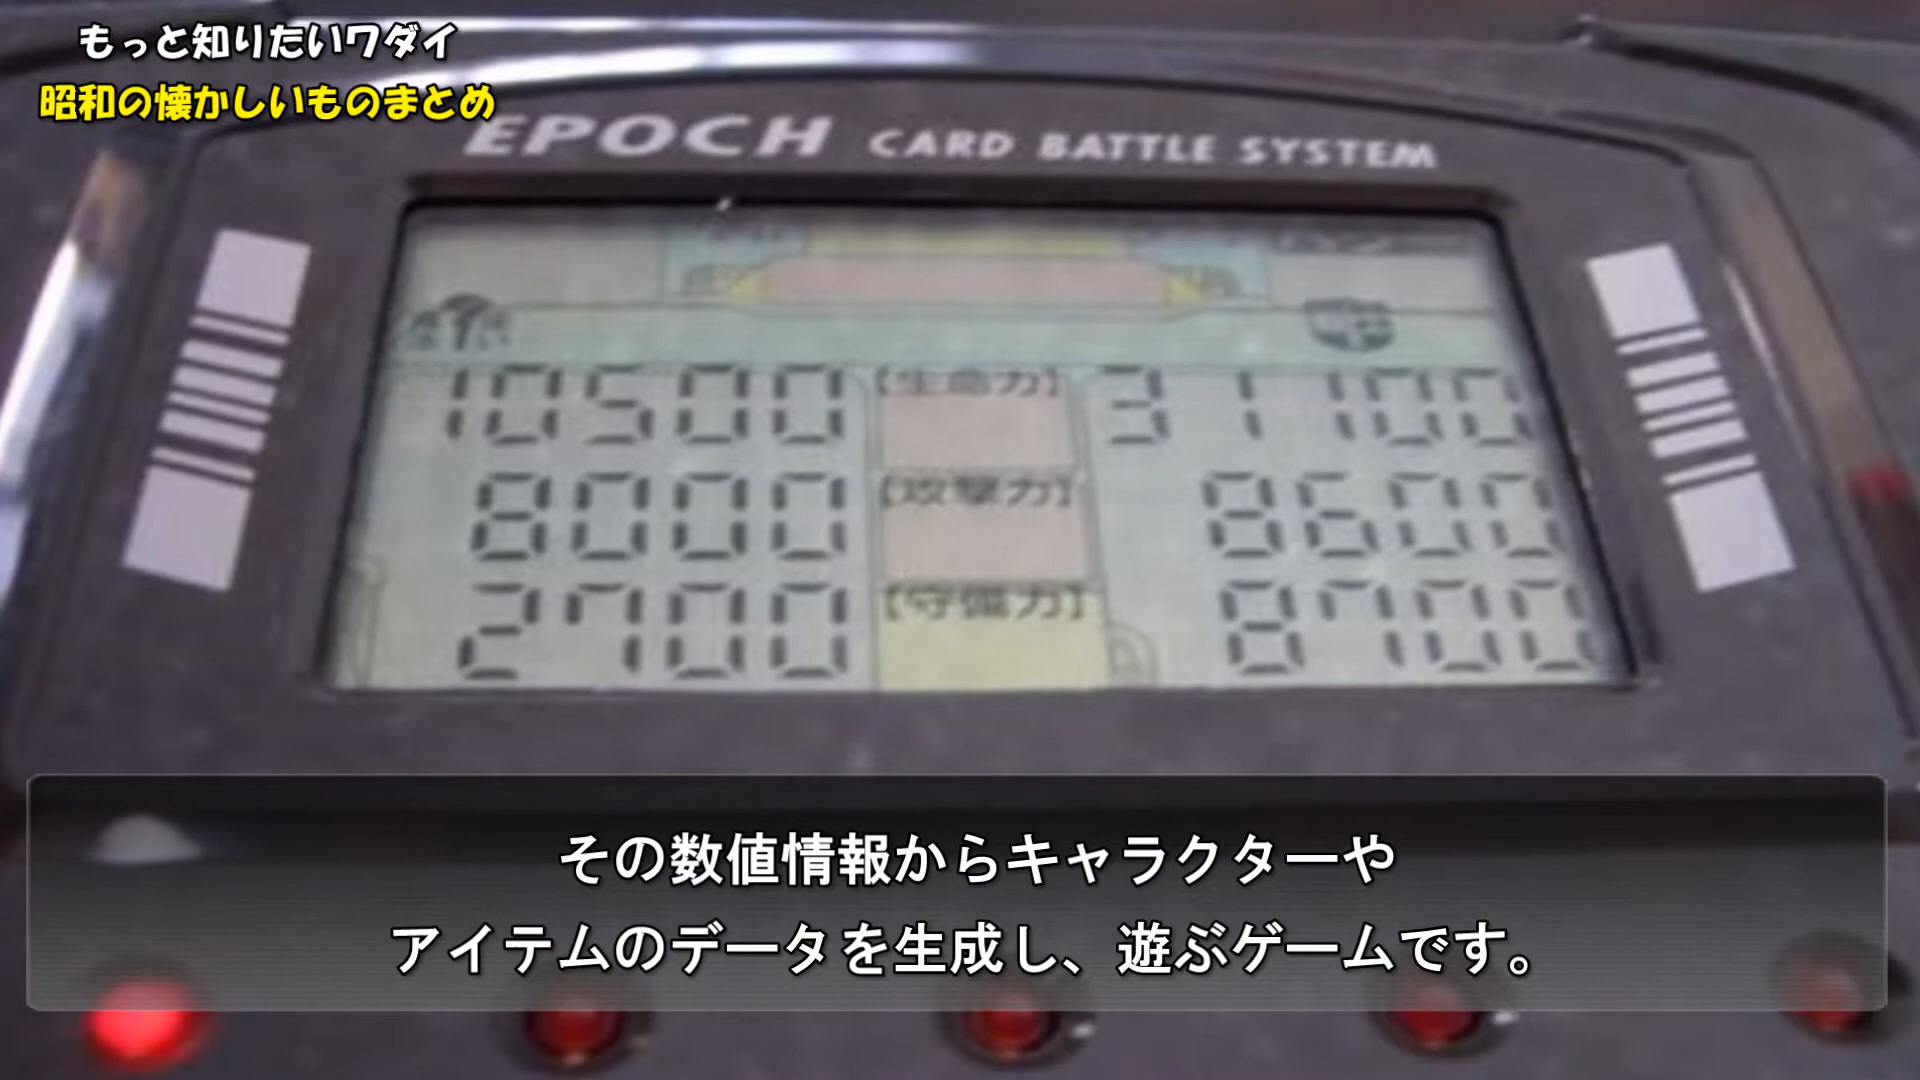 もっと知りたいワダイ
昭和の懐かしいものまとめ
EPOCH CARD BATTLE SYSTEM
10500 【生命力】 31100
8000 【攻撃力】 8600
2700 【守備力】 8700
その数値情報からキャラクターや
アイテムのデータを生成し、遊ぶゲームです。